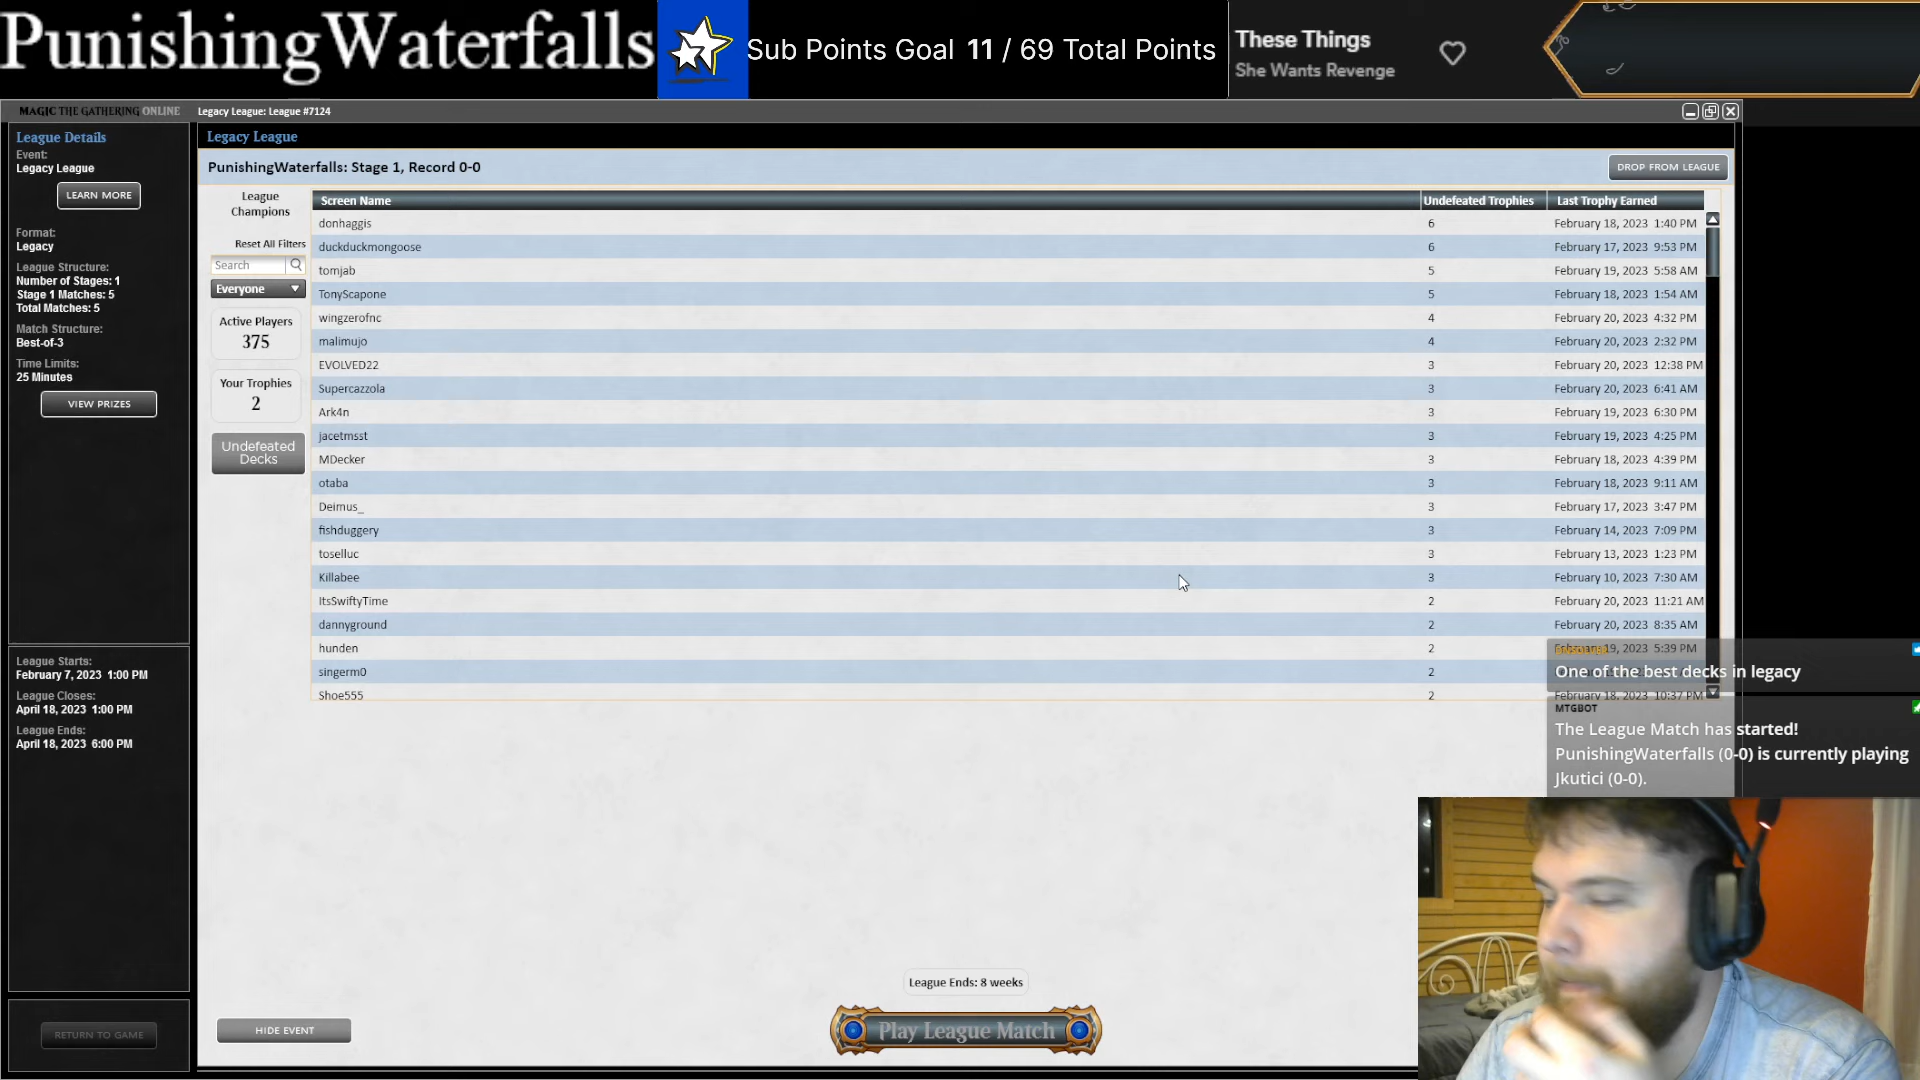 PunishingWaterfalls
Sub Points Goal 11 / 69 Total Points
These Things
She Wants Revenge
MAGIC THE GATHERING ONLINE
Legacy League: League #7124
League Details
Event:
Legacy League
LEARN MORE
Format:
Legacy
League Structure:
Number of Stages: 1
Stage 1 Matches: 5
Total Matches: 5
Match Structure:
Best-of-3
Time Limits:
25 Minutes
VIEW PRIZES
League Starts:
February 7, 2023 1:00 PM
League Closes:
April 18, 2023 1:00 PM
League Ends:
April 18, 2023 6:00 PM
RETURN TO GAME
Legacy League
PunishingWaterfalls: Stage 1, Record 0-0
DROP FROM LEAGUE
League
Champions
Reset All Filters
Search
Everyone
Active Players
375
Your Trophies
2
Undefeated
Decks
Screen Name Undefeated Trophies Last Trophy Earned
donhaggis 6 February 18, 2023 1:40 PM
duckduckmongoose 6 February 17, 2023 9:53 PM
tomjab 5 February 19, 2023 5:58 AM
TonyScapone 5 February 18, 2023 1:54 AM
wingzerofnc 4 February 20, 2023 4:32 PM
malimujo 4 February 20, 2023 2:32 PM
EVOLVED22 3 February 20, 2023 12:38 PM
Supercazzola 3 February 20, 2023 6:41 AM
Ark4n 3 February 19, 2023 6:30 PM
jacetmsst 3 February 19, 2023 4:25 PM
MDecker 3 February 18, 2023 4:39 PM
otaba 3 February 18, 2023 9:11 AM
Deimus_ 3 February 17, 2023 3:47 PM
fishduggery 3 February 14, 2023 7:09 PM
toselluc 3 February 13, 2023 1:23 PM
Killabee 3 February 10, 2023 7:30 AM
ItsSwiftyTime 2 February 20, 2023 11:21 AM
dannyground 2 February 20, 2023 8:35 AM
hunden 2 February 19, 2023 5:39 PM
singerm0 2
Shoe555 2 February 18, 2023 10:37 PM
One of the best decks in legacy
MTGBOT
The League Match has started!
PunishingWaterfalls (0-0) is currently playing
Jkutici (0-0).
League Ends: 8 weeks
HIDE EVENT
Play League Match